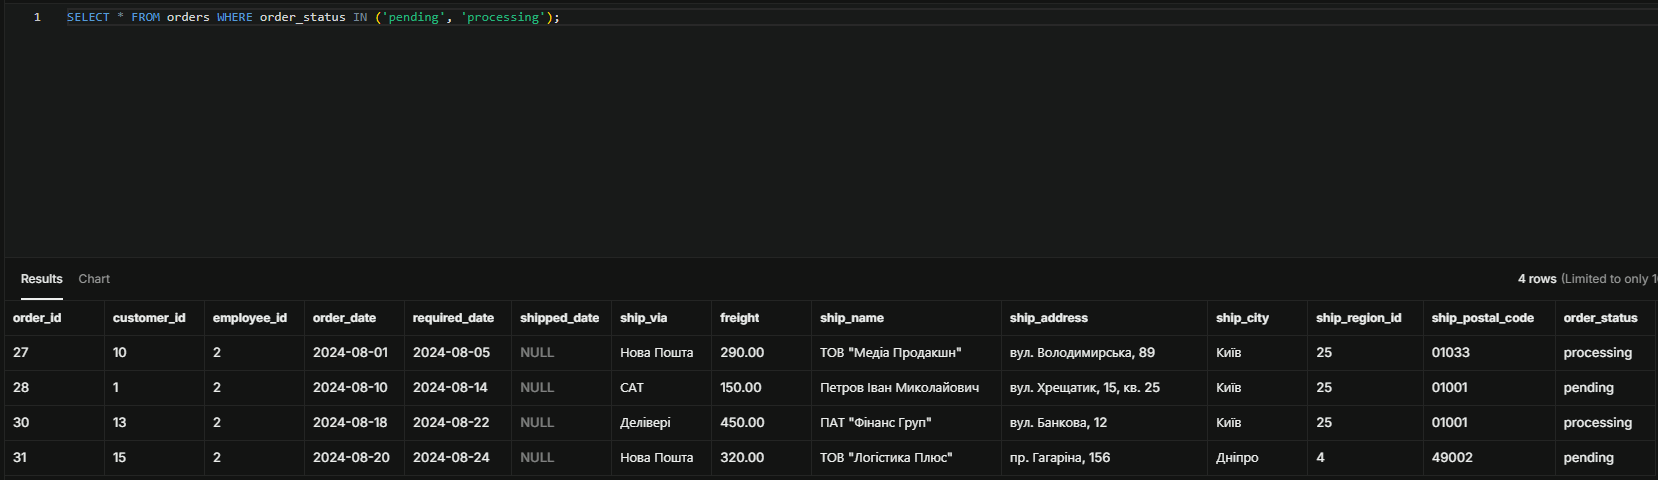 1 SELECT * FROM orders WHERE order_status IN ('pending', 'processing');
Results Chart 4 rows (Limited to only
order_id customer_id employee_id order_date required_date shipped_date ship_via freight ship_name ship_address ship_city ship_region_id ship_postal_code order_status
27 10 2 2024-08-01 2024-08-05 NULL Нова Пошта 290.00 ТОВ "Медіа Продакшн" вул. Володимирська, 89 Київ 25 01033 processing
28 1 2 2024-08-10 2024-08-14 NULL САТ 150.00 Петров Іван Миколайович вул. Хрещатик, 15, кв. 25 Київ 25 01001 pending
30 13 2 2024-08-18 2024-08-22 NULL Делівері 450.00 ПАТ "Фінанс Груп" вул. Банкова, 12 Київ 25 01001 processing
31 15 2 2024-08-20 2024-08-24 NULL Нова Пошта 320.00 ТОВ "Логістика Плюс" пр. Гагаріна, 156 Дніпро 4 49002 pending